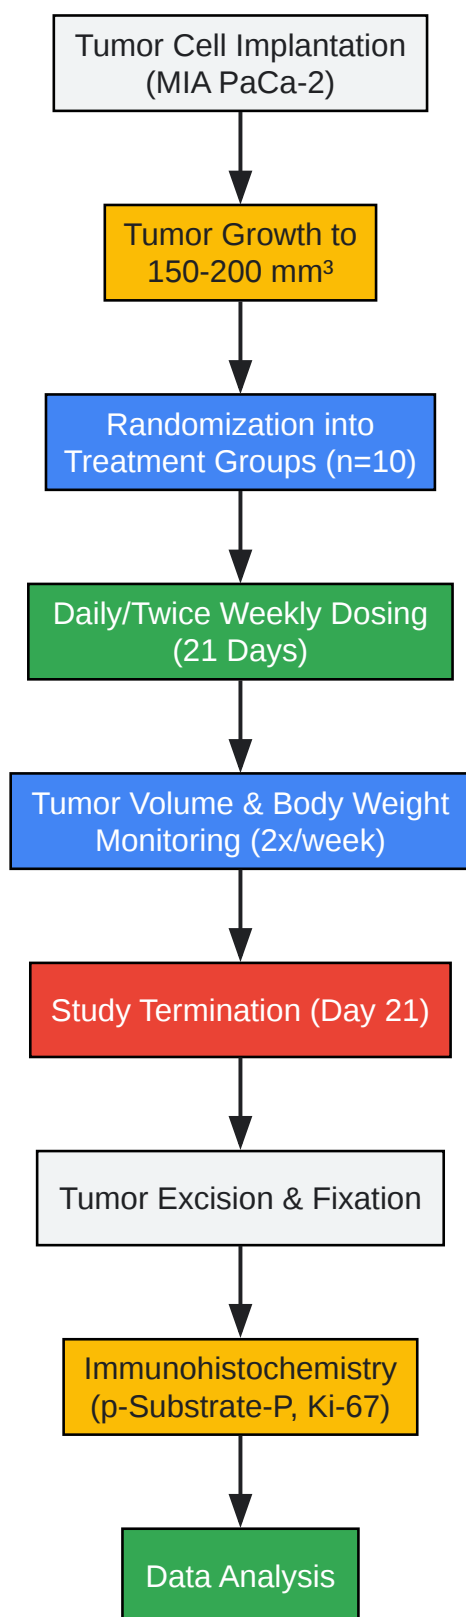 Tumor Cell Implantation
(MIA PaCa-2)
Tumor Growth to
150-200 mm³
Randomization into
Treatment Groups (n=10)
Daily/Twice Weekly Dosing
(21 Days)
Tumor Volume & Body Weight
Monitoring (2x/week)
Study Termination (Day 21)
Tumor Excision & Fixation
Immunohistochemistry
(p-Substrate-P, Ki-67)
Data Analysis